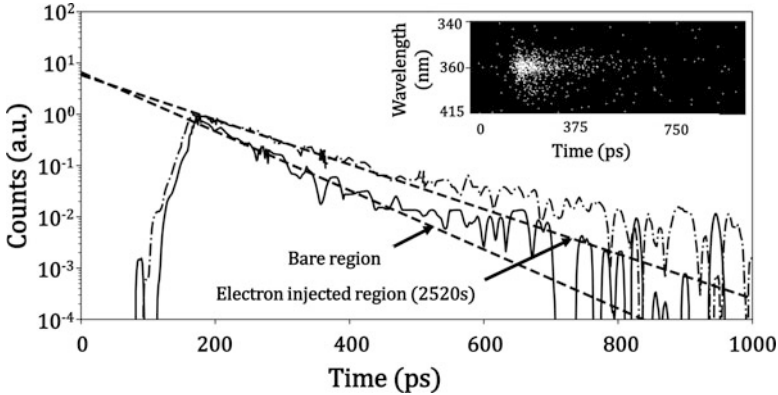 10²
10¹
10⁰
10⁻¹
10⁻²
10⁻³
10⁻⁴
Counts (a.u.)
0 200 400 600 800 1000
Time (ps)
Bare region
Electron injected region (2520s)
Wavelength
(nm)
340
360
415
0 375 750
Time (ps)